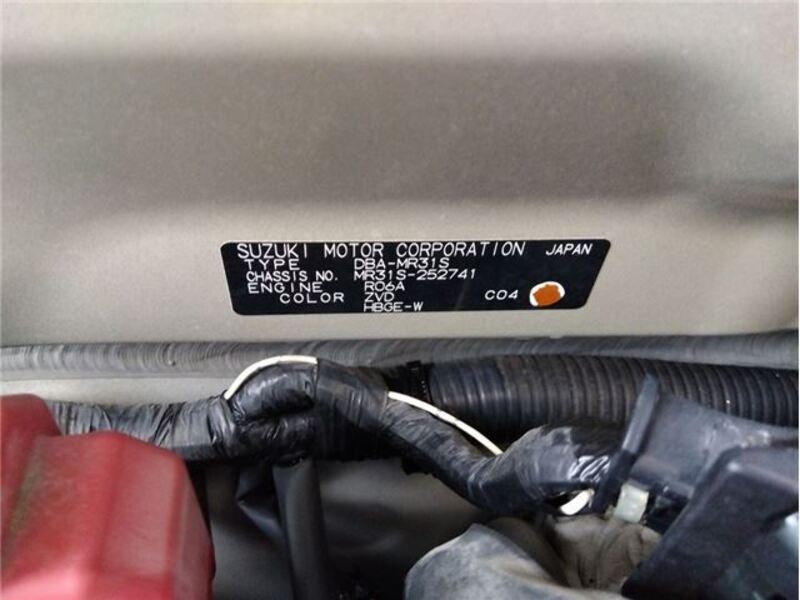 SUZUKI MOTOR CORPORATION JAPAN
TYPE DBA-MR31S
CHASSIS NO. MR31S-252741
ENGINE R06A
COLOR ZVD C04
HBGE-W